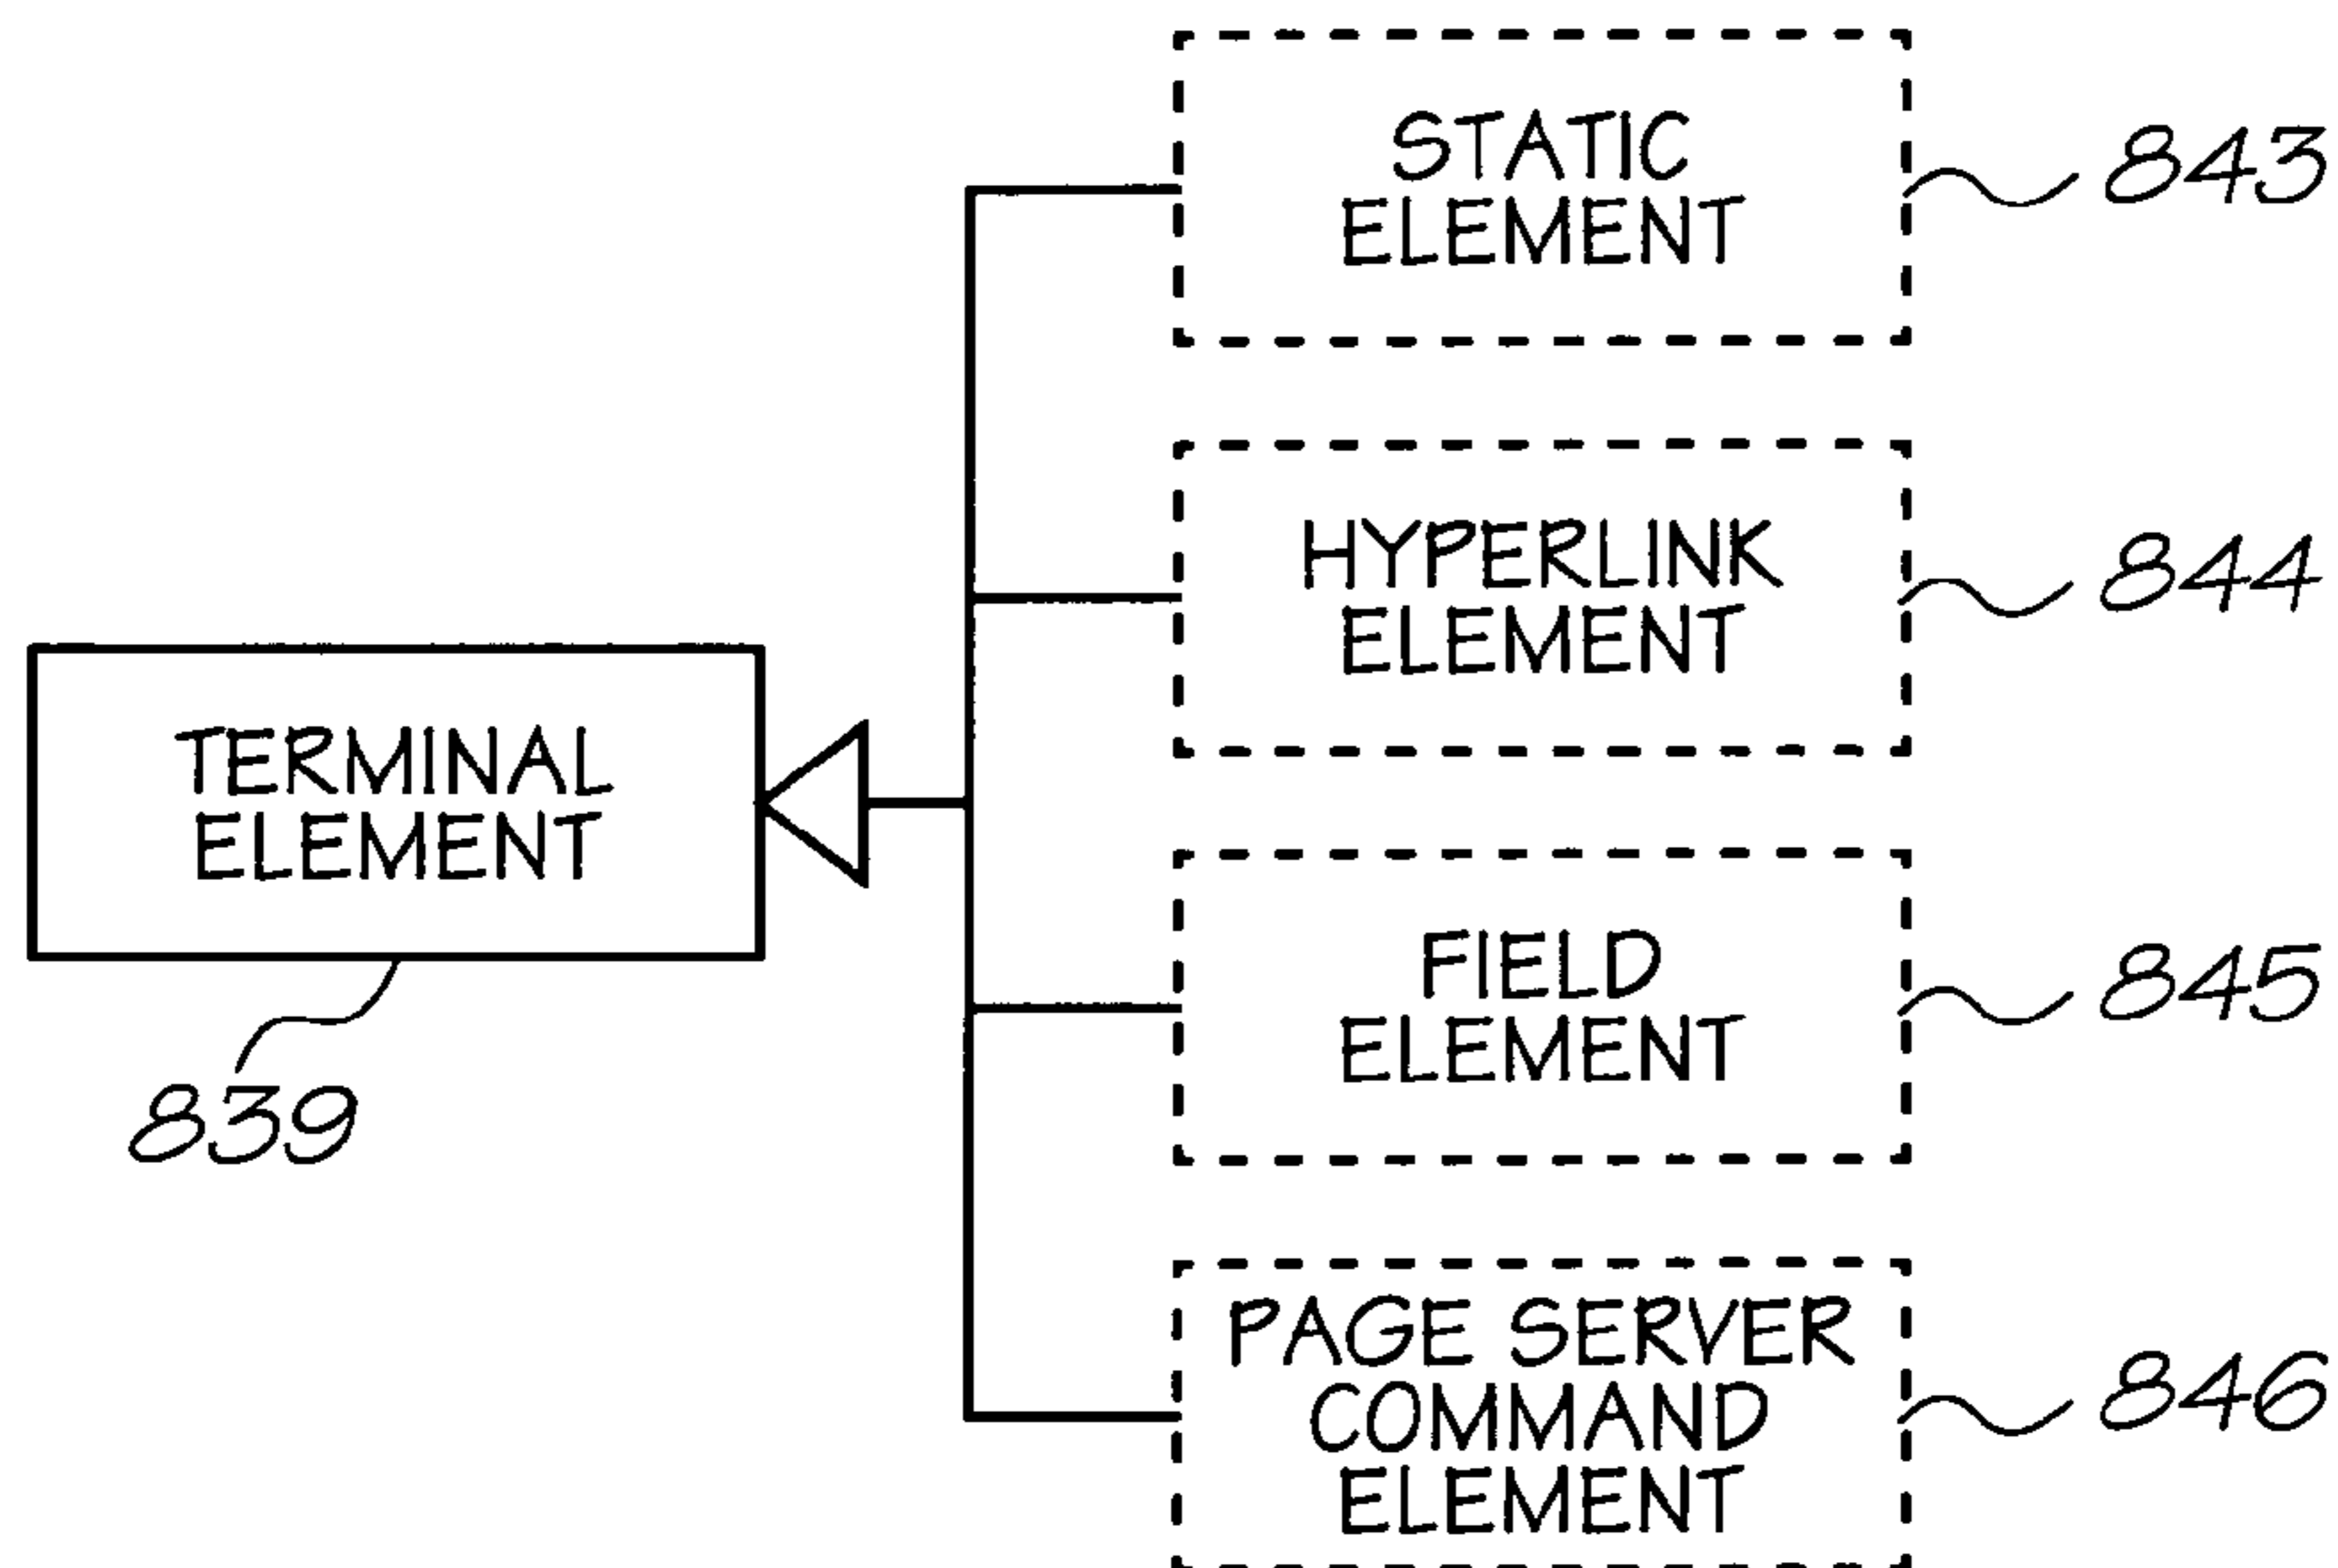 STATIC
ELEMENT
843
HYPERLINK
ELEMENT
844
TERMINAL
ELEMENT
839
FIELD
ELEMENT
845
PAGE SERVER
COMMAND
ELEMENT
846